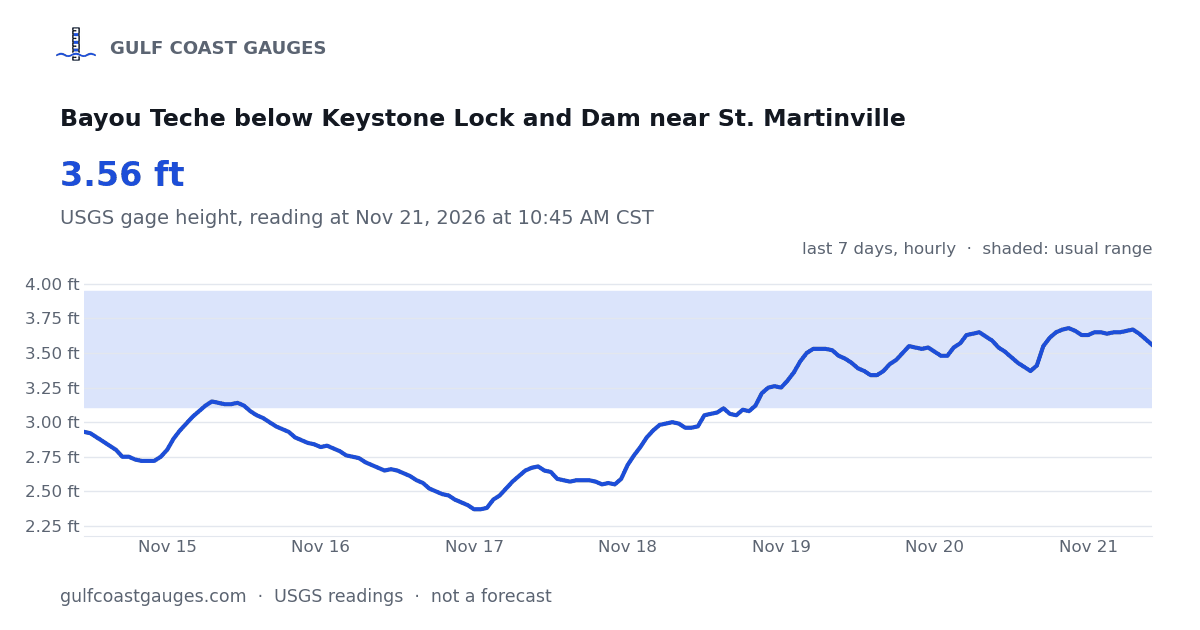 GULF COAST GAUGES
Bayou Teche below Keystone Lock and Dam near St. Martinville
3.56 ft
USGS gage height, reading at Nov 21, 2026 at 10:45 AM CST
last 7 days, hourly · shaded: usual range
4.00 ft
3.75 ft
3.50 ft
3.25 ft
3.00 ft
2.75 ft
2.50 ft
2.25 ft
Nov 15 Nov 16 Nov 17 Nov 18 Nov 19 Nov 20 Nov 21
gulfcoastgauges.com · USGS readings · not a forecast